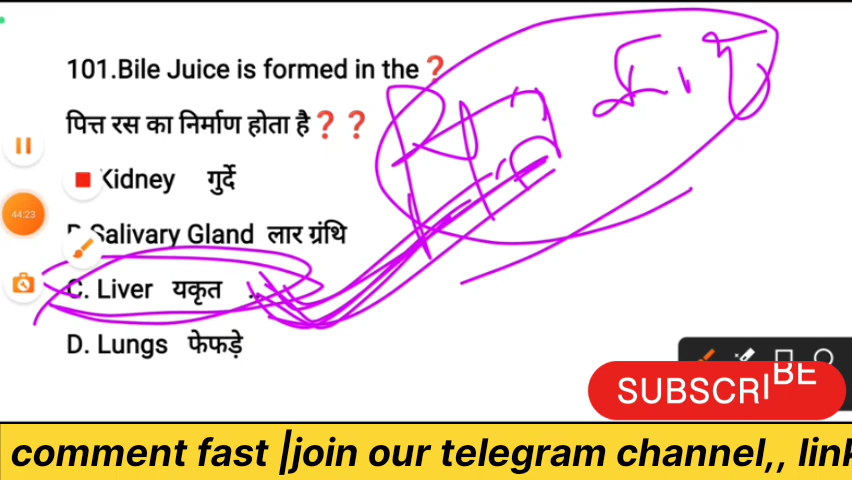 101.Bile Juice is formed in the ❓
पित्त रस का निर्माण होता है❓❓
Kidney गुर्दे
Salivary Gland लार ग्रंथि
C. Liver यकृत
D. Lungs फेफड़े
44:23
SUBSCRIBE
comment fast |join our telegram channel,, link